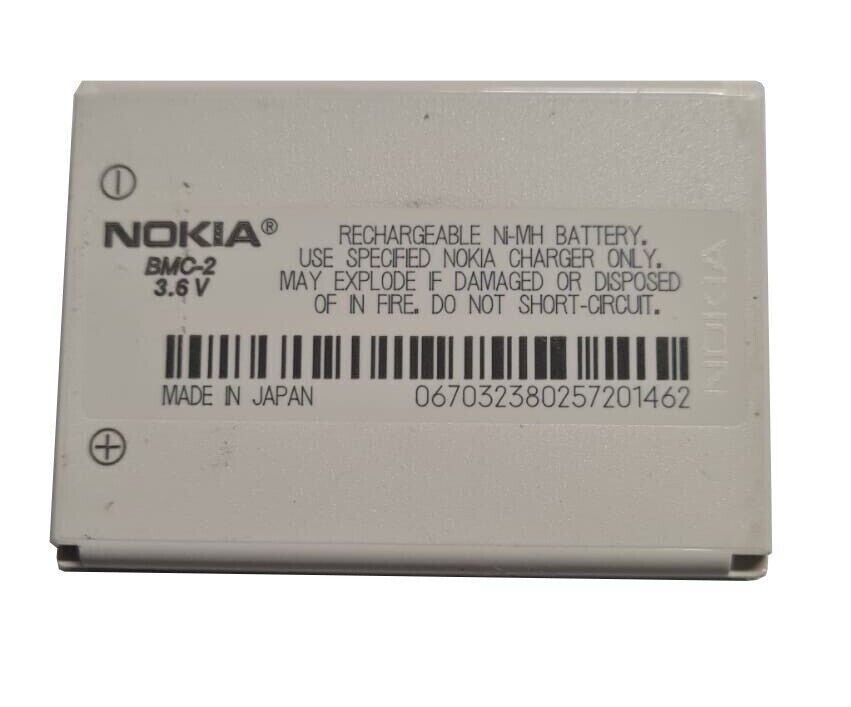 NOKIA®
BMC-2
3.6 V
RECHARGEABLE Ni-MH BATTERY.
USE SPECIFIED NOKIA CHARGER ONLY.
MAY EXPLODE IF DAMAGED OR DISPOSED
OF IN FIRE. DO NOT SHORT-CIRCUIT.
MADE IN JAPAN
067032380257201462
NOKIA